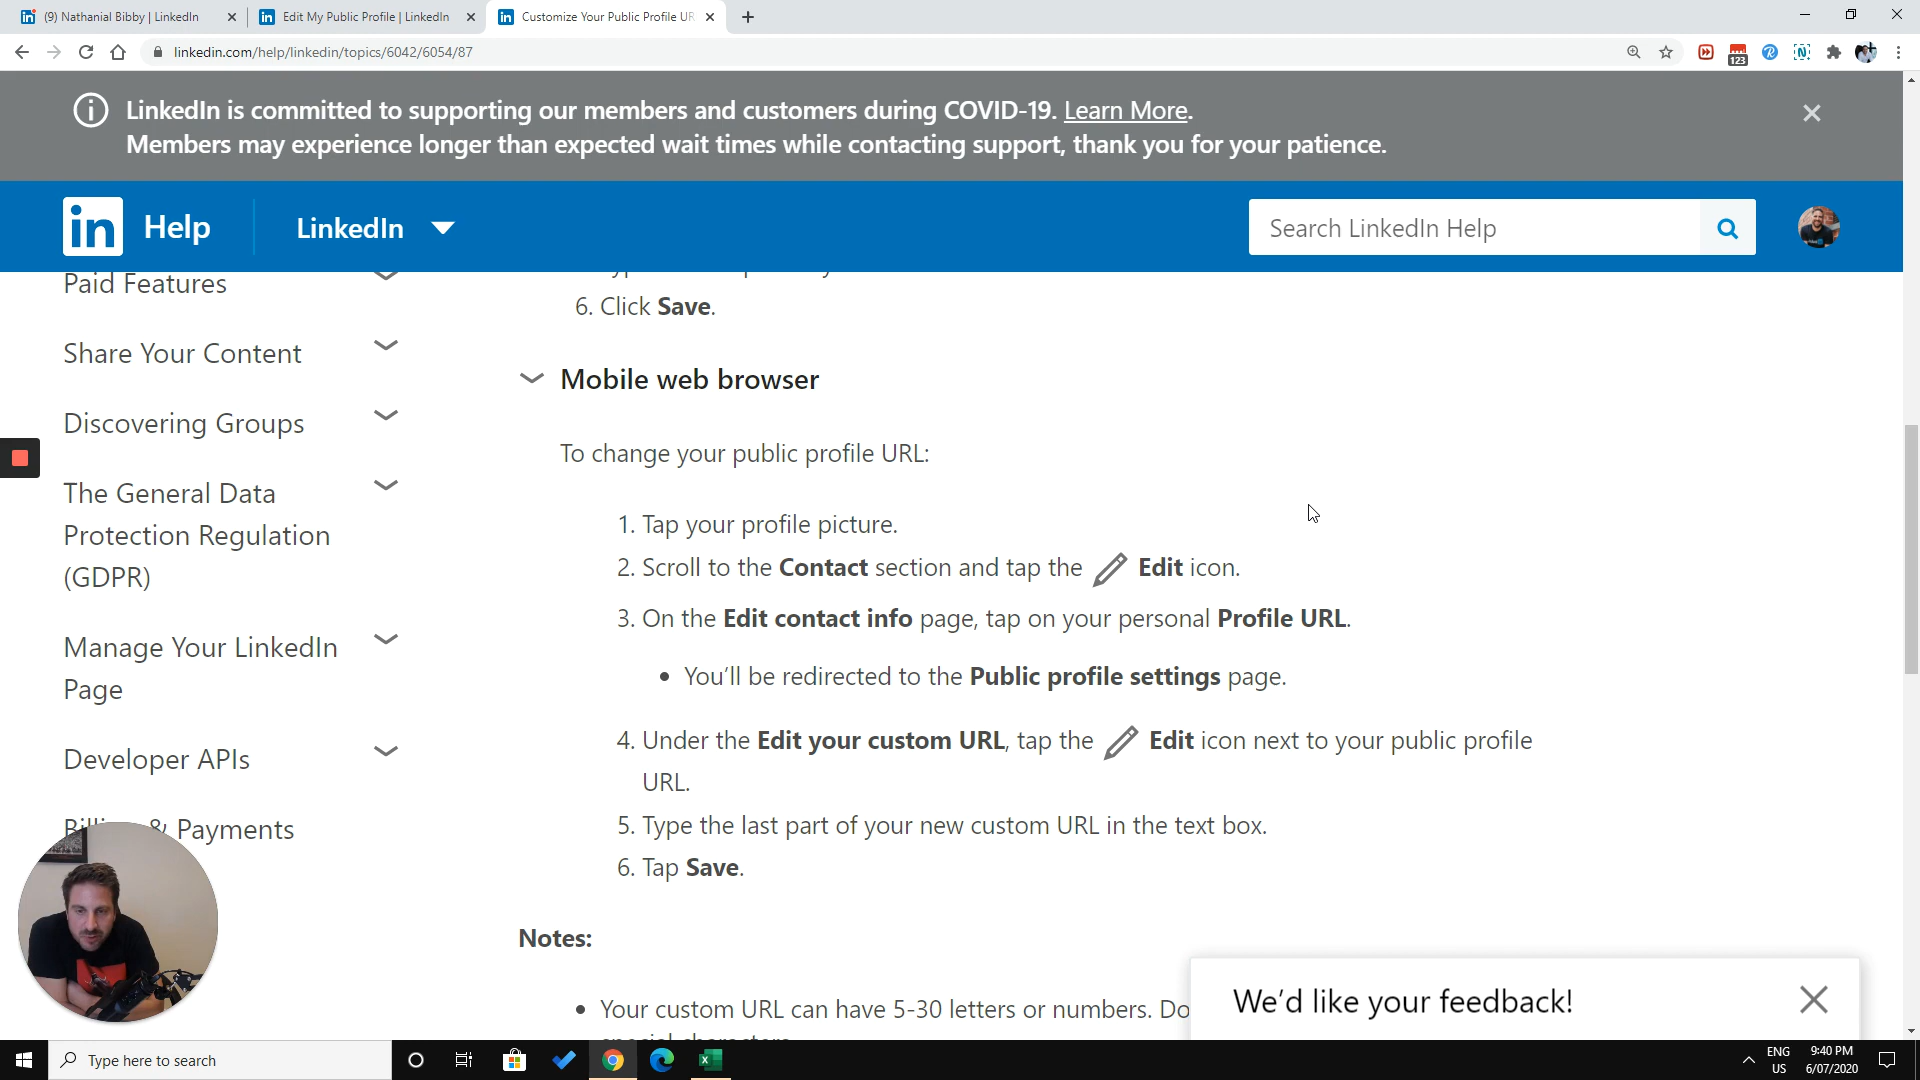 (9) Nathanial Bibby | LinkedIn
Edit My Public Profile | LinkedIn
Customize Your Public Profile UR
linkedin.com/help/linkedin/topics/6042/6054/87
123
LinkedIn is committed to supporting our members and customers during COVID-19. Learn More.
Members may experience longer than expected wait times while contacting support, thank you for your patience.
in Help
LinkedIn
Search LinkedIn Help
Paid Features
Share Your Content
Discovering Groups
The General Data
Protection Regulation
(GDPR)
Manage Your LinkedIn
Page
Developer APIs
& Payments
6. Click Save.
Mobile web browser
To change your public profile URL:
1. Tap your profile picture.
2. Scroll to the Contact section and tap the Edit icon.
3. On the Edit contact info page, tap on your personal Profile URL.
• You'll be redirected to the Public profile settings page.
4. Under the Edit your custom URL, tap the Edit icon next to your public profile
URL.
5. Type the last part of your new custom URL in the text box.
6. Tap Save.
Notes:
• Your custom URL can have 5-30 letters or numbers. Do
We'd like your feedback!
Type here to search
ENG
US
9:40 PM
6/07/2020